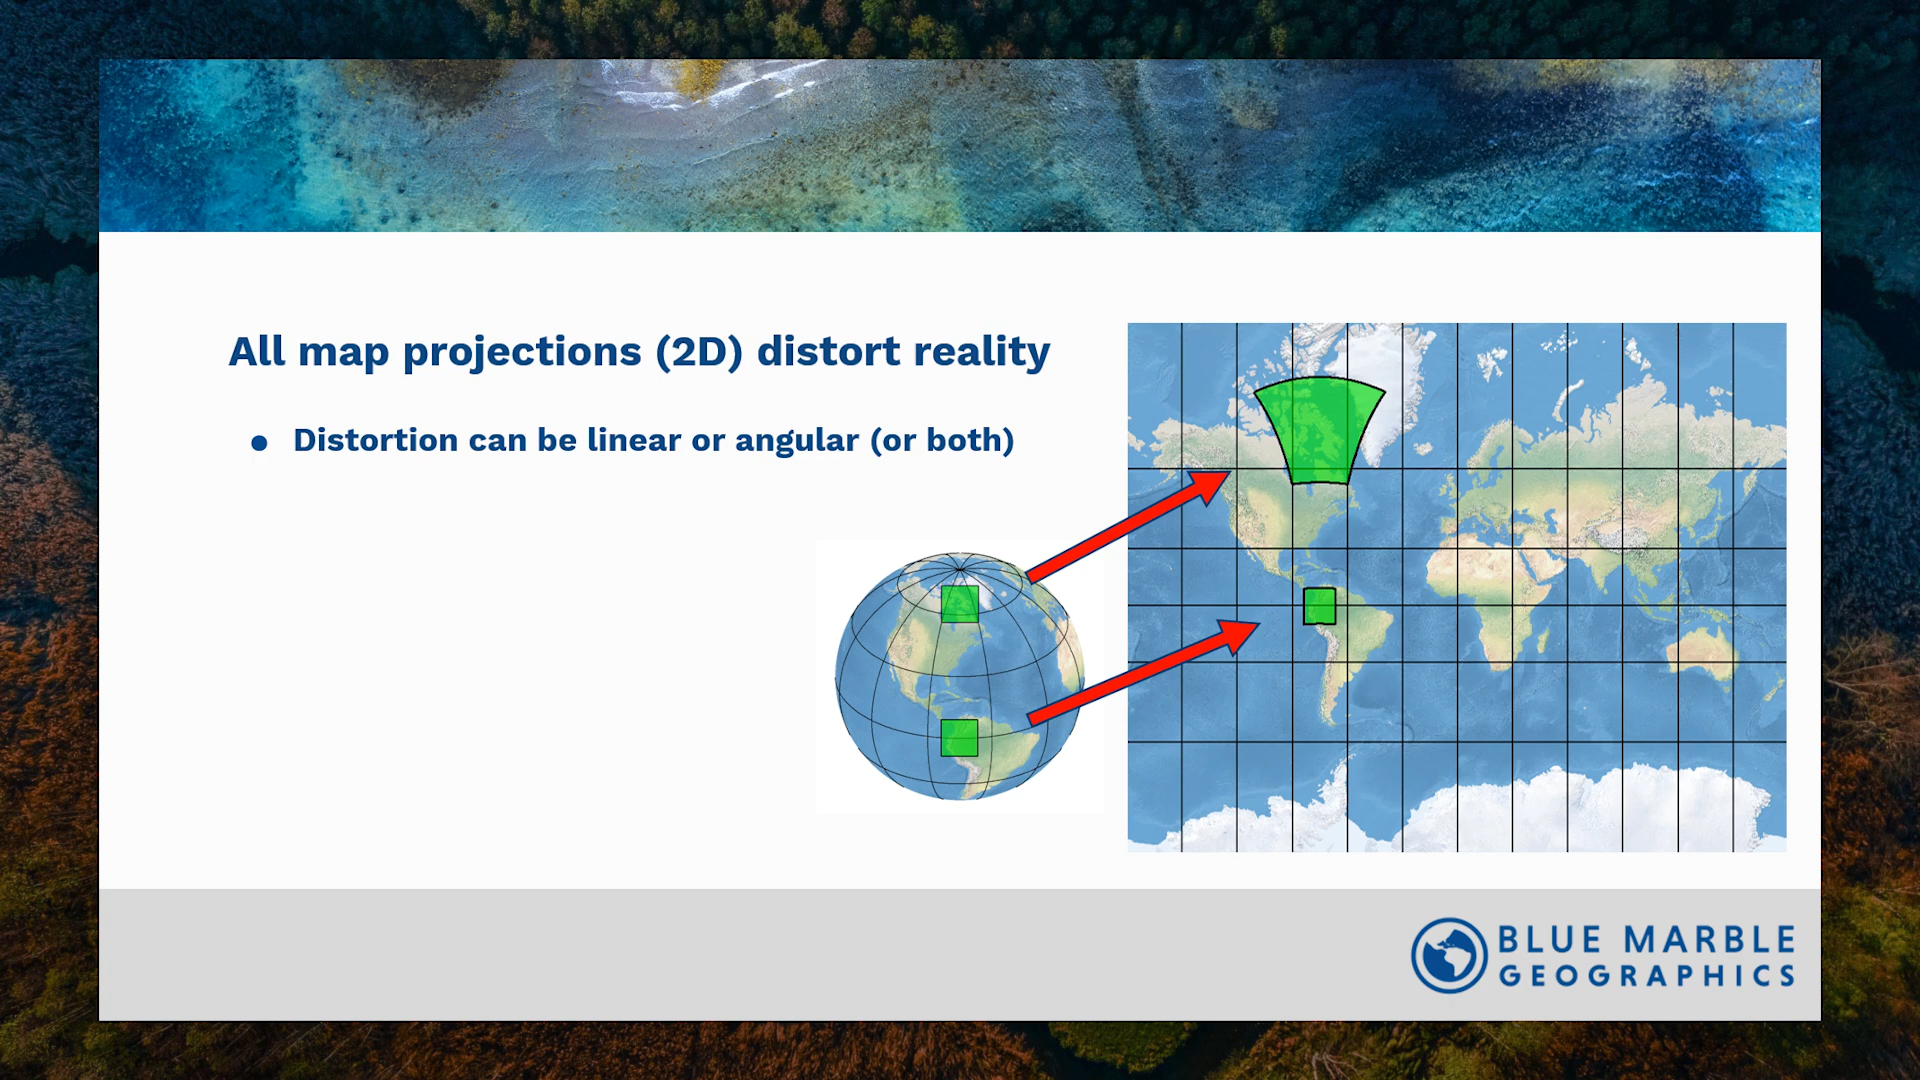 All map projections (2D) distort reality
● Distortion can be linear or angular (or both)
BLUE MARBLE
GEOGRAPHICS